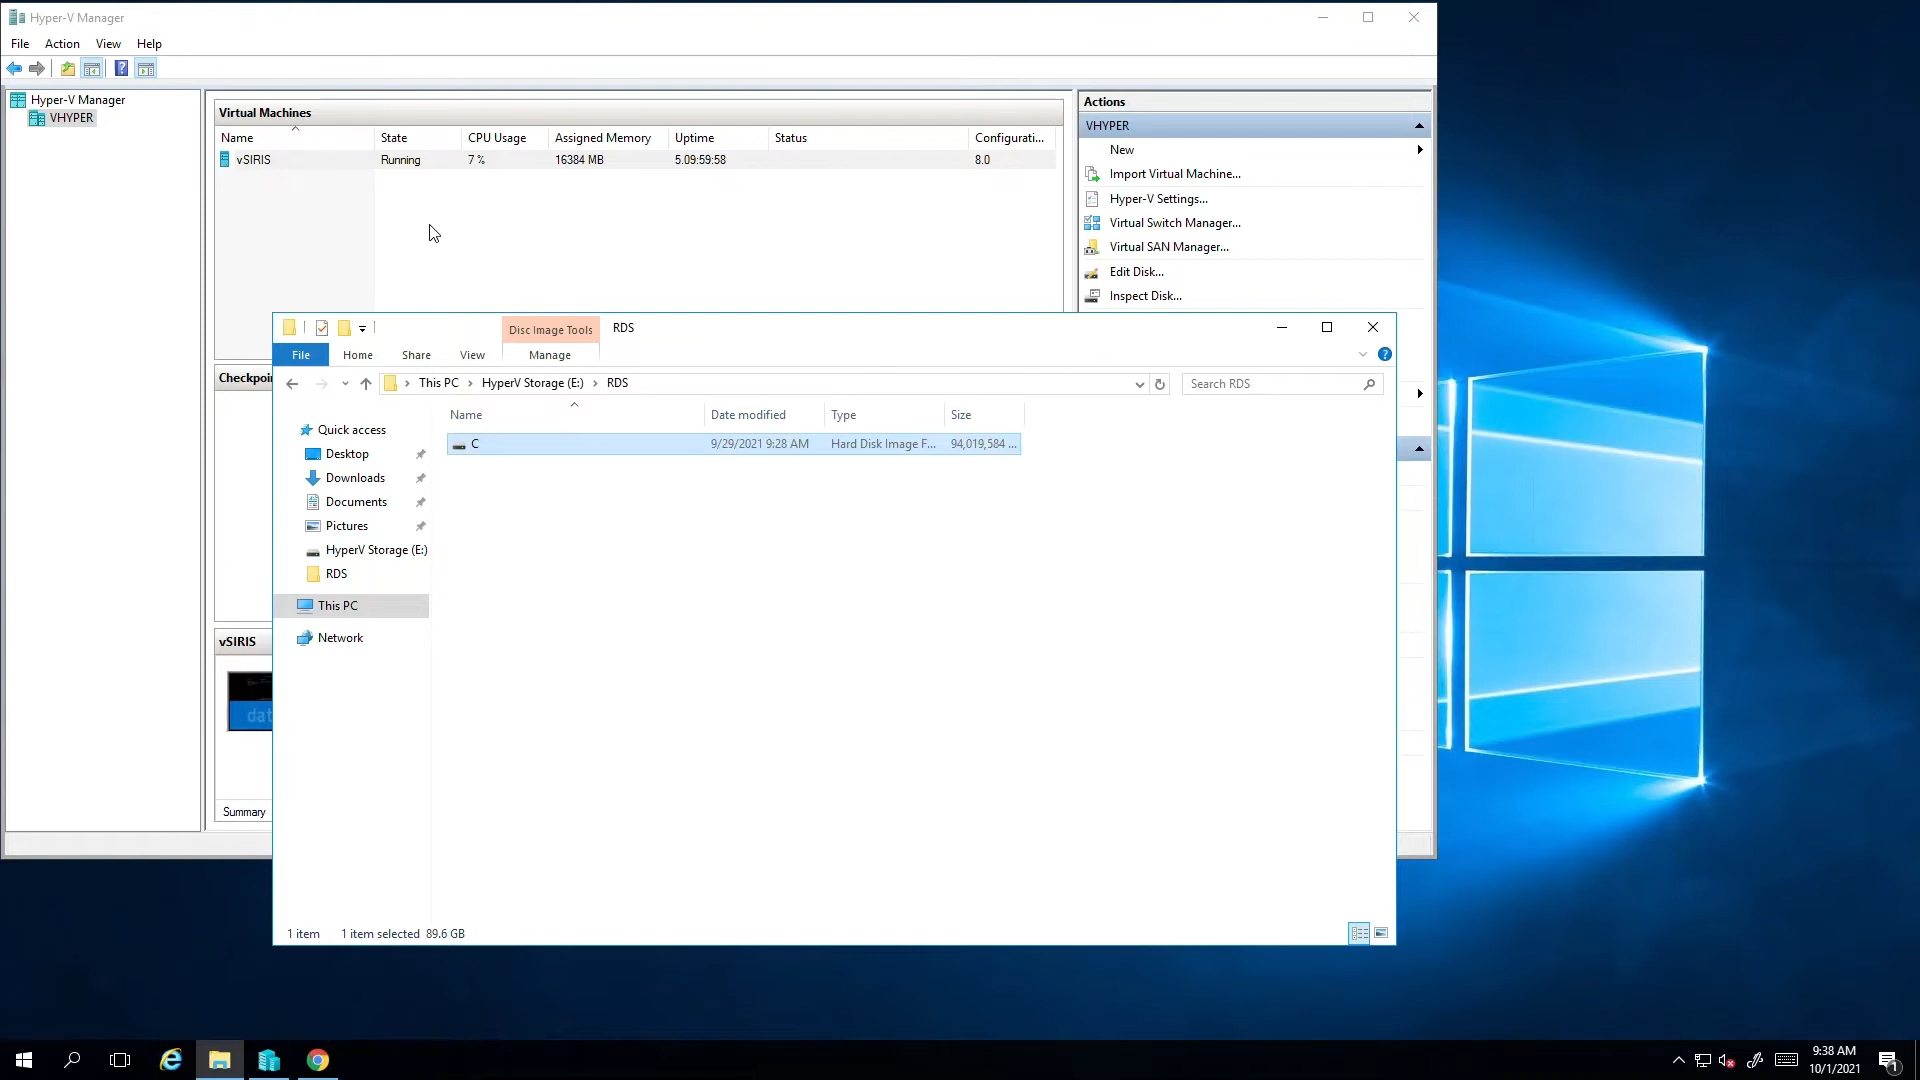 Hyper-V Manager
File Action View Help
Hyper-V Manager
VHYPER
Virtual Machines
Name State CPU Usage Assigned Memory Uptime Status Configurati...
vSIRIS Running 7 % 16384 MB 5.09:59:58 8.0
Actions
VHYPER
New
Import Virtual Machine...
Hyper-V Settings...
Virtual Switch Manager...
Virtual SAN Manager...
Edit Disk...
Inspect Disk...
Checkpoi
vSIRIS
dat
Summary
Disc Image Tools RDS
File Home Share View Manage
This PC HyperV Storage (E:) RDS
Search RDS
Name Date modified Type Size
C 9/29/2021 9:28 AM Hard Disk Image F... 94,019,584 ...
Quick access
Desktop
Downloads
Documents
Pictures
HyperV Storage (E:)
RDS
This PC
Network
1 item 1 item selected 89.6 GB
9:38 AM
10/1/2021
1